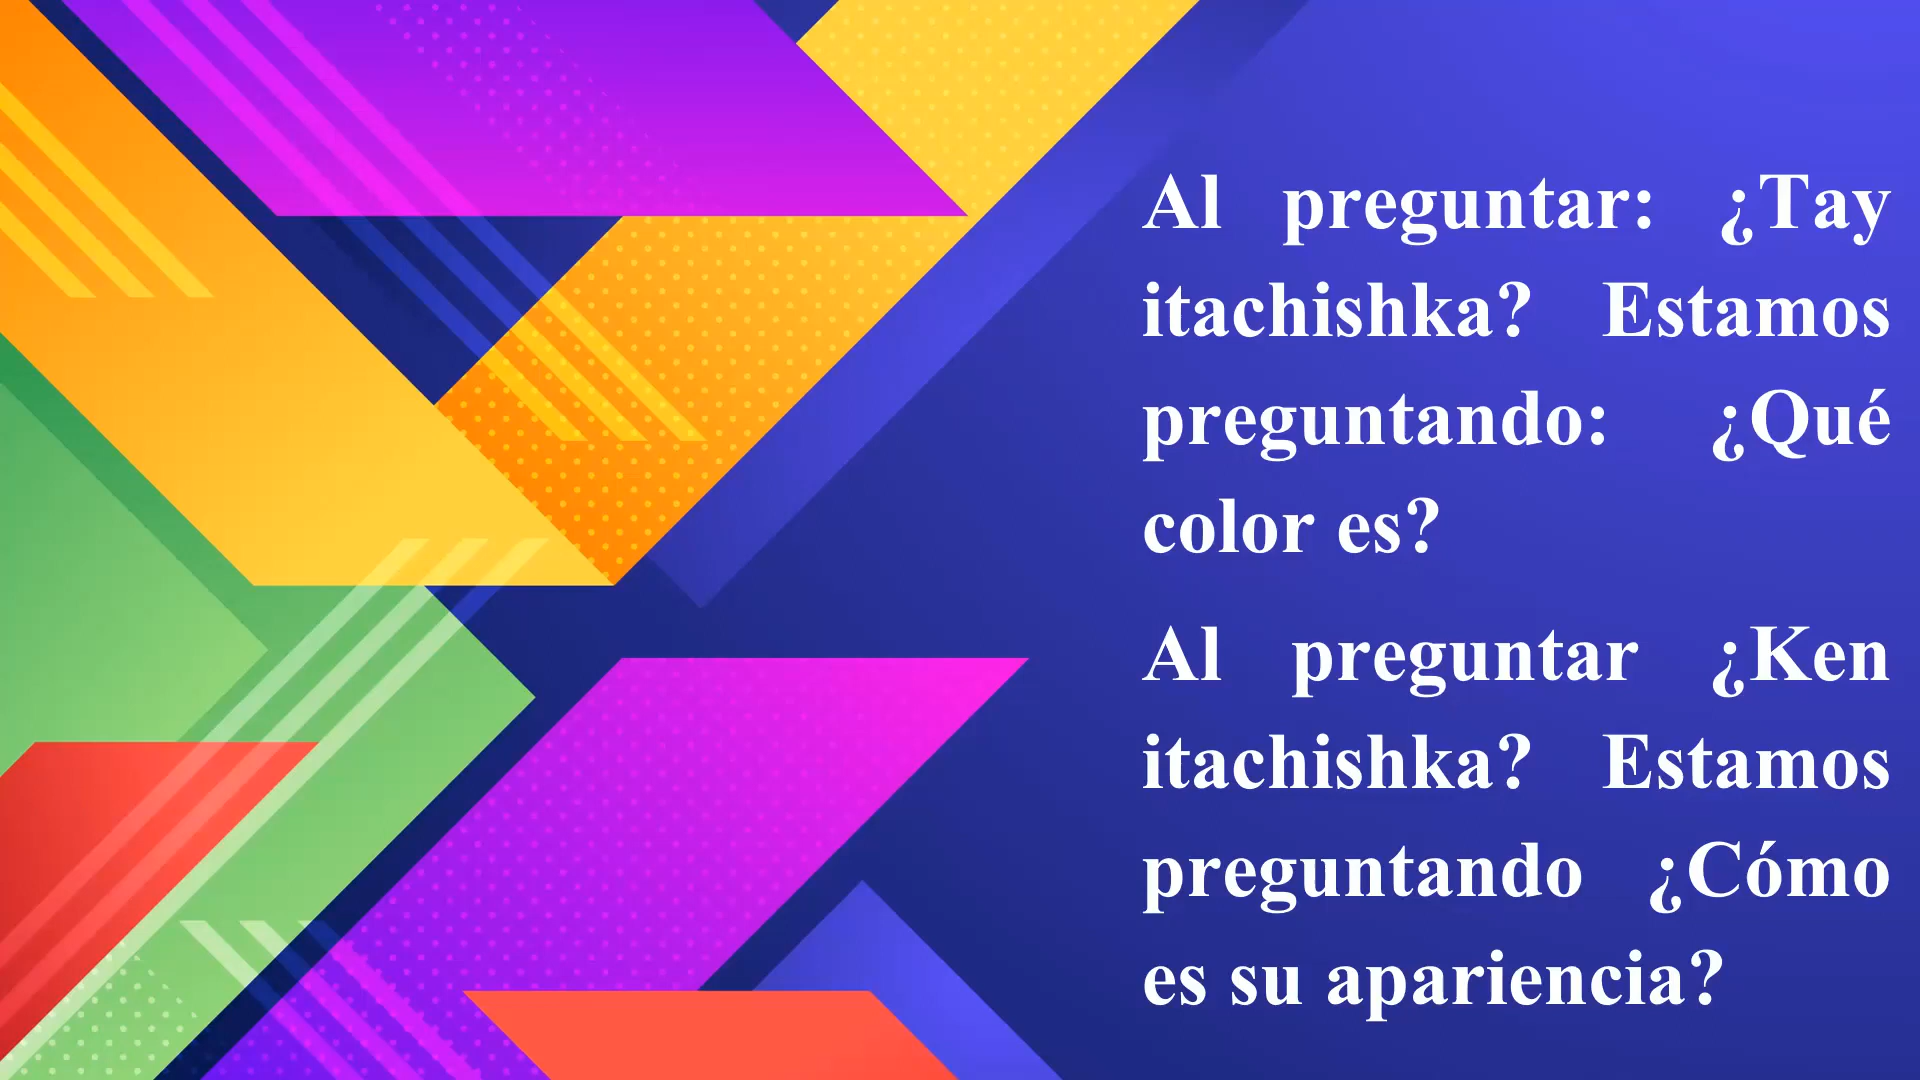 Al preguntar: ¿Tay
itachishka? Estamos
preguntando: ¿Qué
color es?
Al preguntar ¿Ken
itachishka? Estamos
preguntando ¿Cómo
es su apariencia?